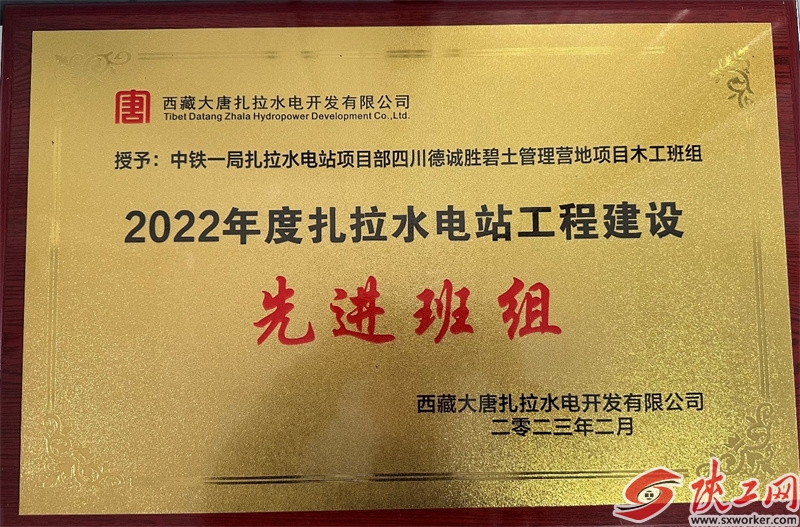 唐
西藏大唐扎拉水电开发有限公司
Tibet Datang Zhala Hydropower Development Co.,Ltd.
授予：中铁一局扎拉水电站项目部四川德诚胜碧土管理营地项目木工班组
2022年度扎拉水电站工程建设
先进班组
西藏大唐扎拉水电开发有限公司
二零二三年二月
陕工网
www.sxworker.com